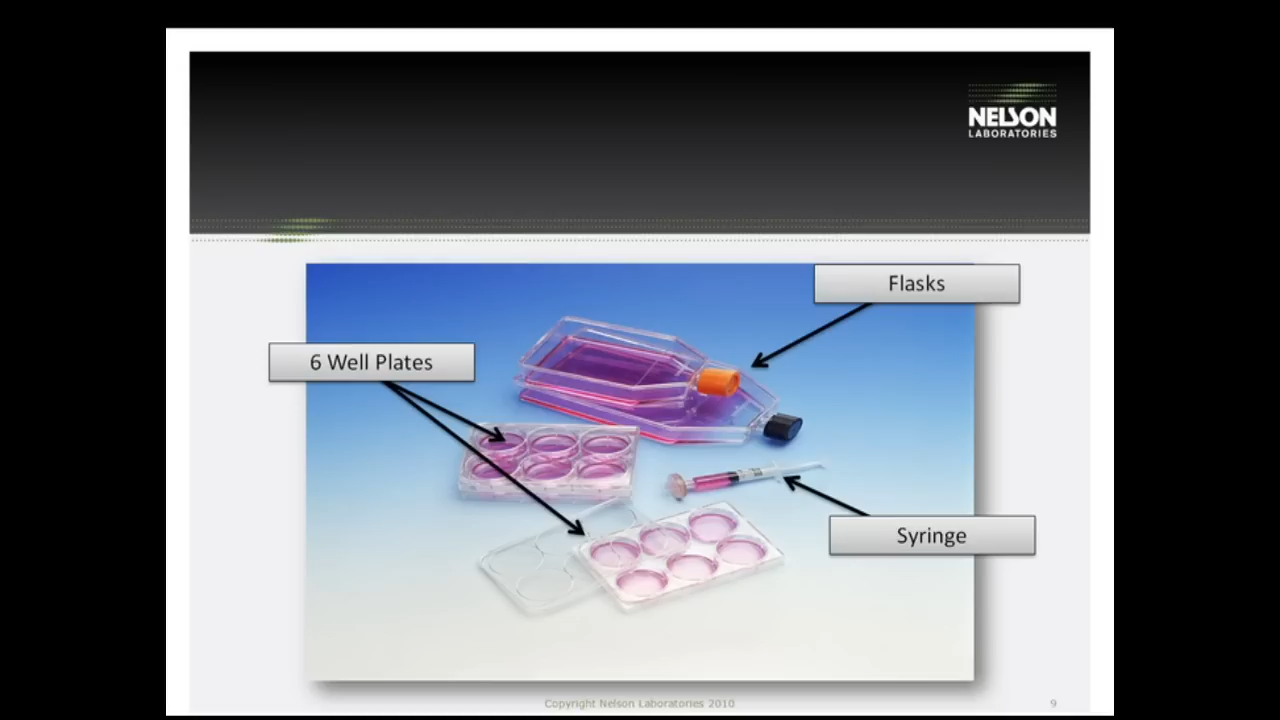 NELSON
LABORATORIES
Flasks
6 Well Plates
Syringe
Copyright Nelson Laboratories 2010
9